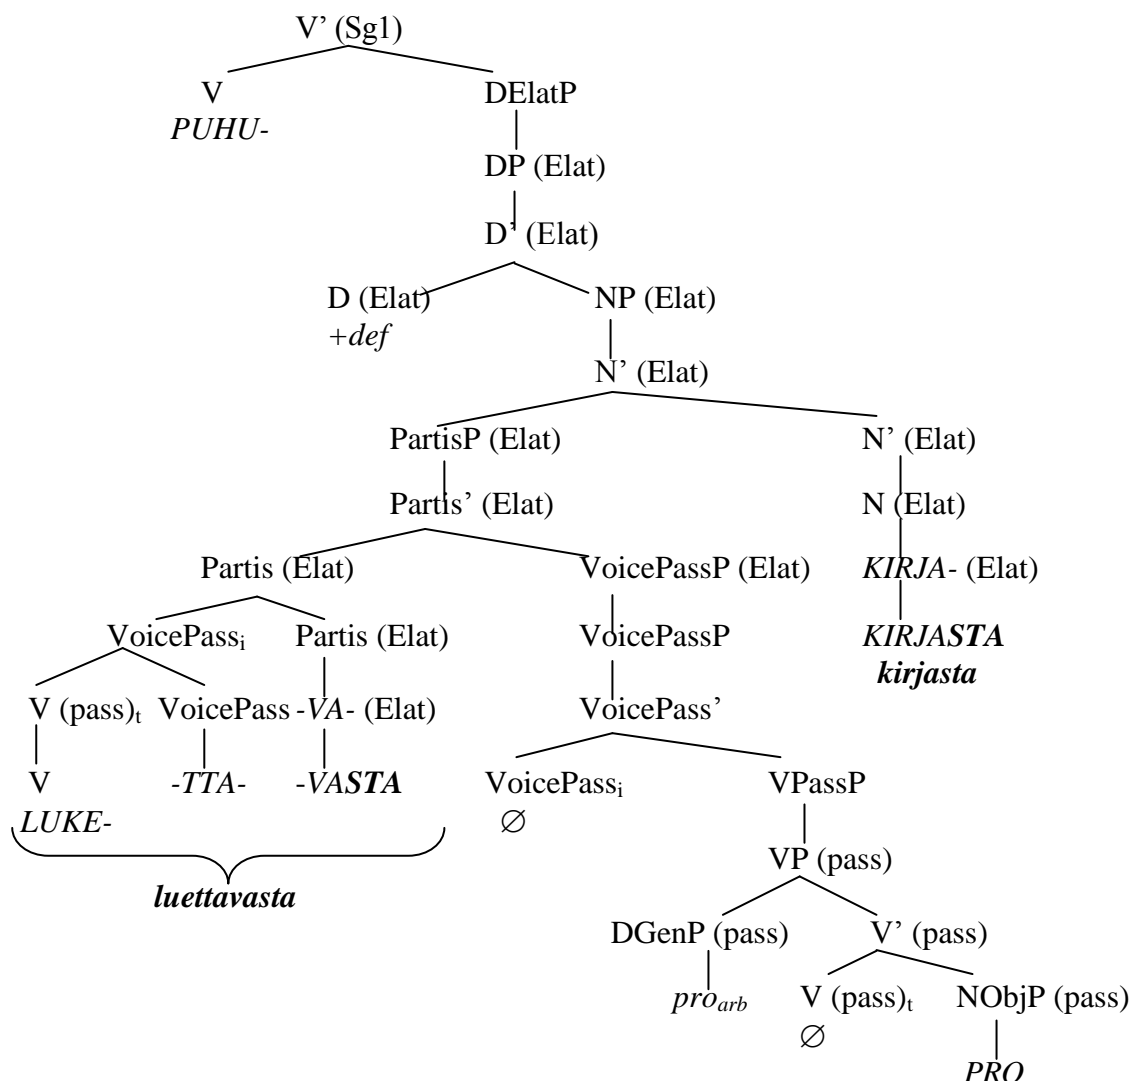 V’ (Sg1)
V DElatP
PUHU-
DP (Elat)
D’ (Elat)
D (Elat) NP (Elat)
+def
N’ (Elat)
PartisP (Elat) N’ (Elat)
Partis’ (Elat) N (Elat)
Partis (Elat) VoicePassP (Elat) KIRJA- (Elat)
VoicePassi Partis (Elat) VoicePassP KIRJASTA
kirjasta
V (pass)t VoicePass -VA- (Elat) VoicePass’
V -TTA- -VASTA VoicePassi VPassP
LUKE- ∅
VP (pass)
luettavasta
DGenP (pass) V’ (pass)
proarb V (pass)t NObjP (pass)
∅
PRO